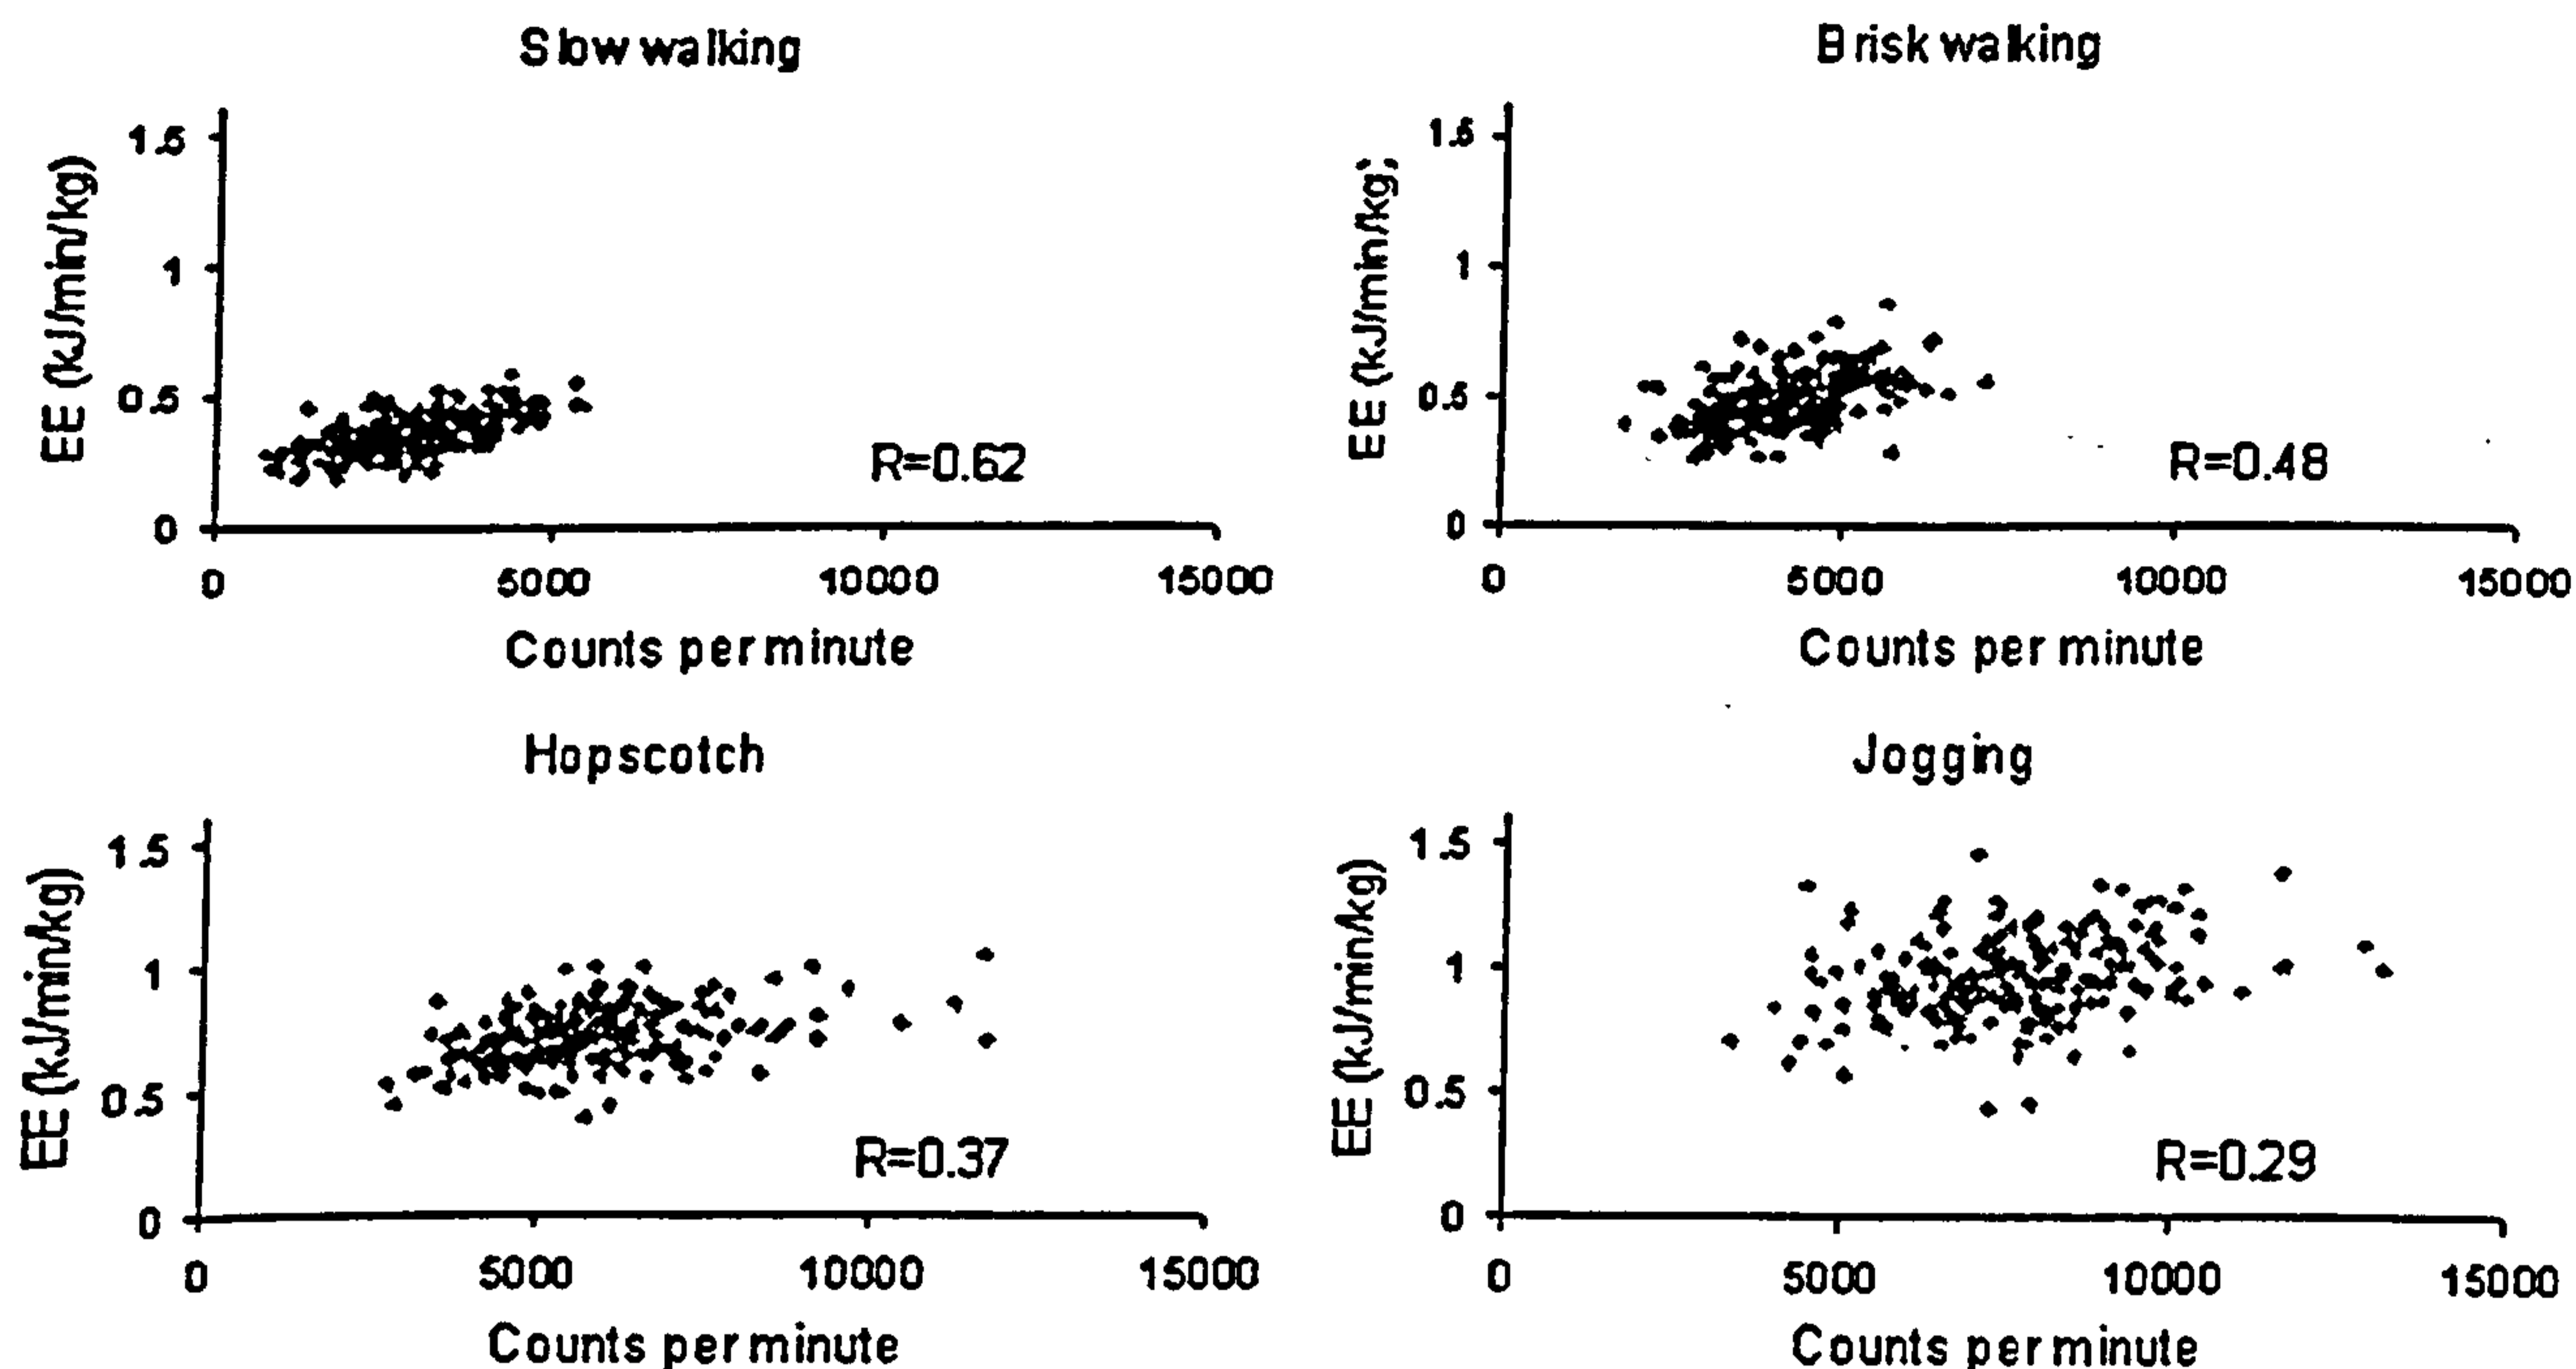 Slow walking
EE (kJ/min/kg)
1.5
1
0.5
0
0 5000 10000 15000
R=0.62
Counts per minute
Brisk walking
EE (kJ/min/kg)
1.5
1
0.5
0
0 5000 10000 15000
R=0.48
Counts per minute
Hopscotch
EE (kJ/min/kg)
1.5
1
0.5
0
0 5000 10000 15000
R=0.37
Counts per minute
Jogging
EE (kJ/min/kg)
1.5
1
0.5
0
0 5000 10000 15000
R=0.29
Counts per minute